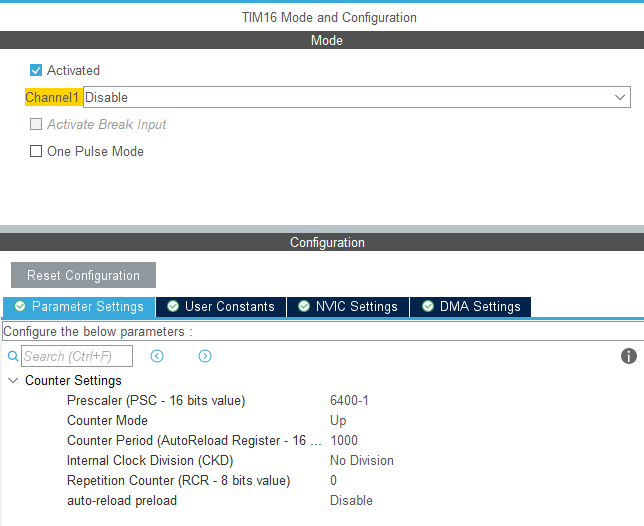 TIM16 Mode and Configuration
Mode
Activated
Channel1 Disable
Activate Break Input
One Pulse Mode
Configuration
Reset Configuration
Parameter Settings User Constants NVIC Settings DMA Settings
Configure the below parameters :
Search (Ctrl+F)
Counter Settings
Prescaler (PSC - 16 bits value) 6400-1
Counter Mode Up
Counter Period (AutoReload Register - 16 ... 1000
Internal Clock Division (CKD) No Division
Repetition Counter (RCR - 8 bits value) 0
auto-reload preload Disable